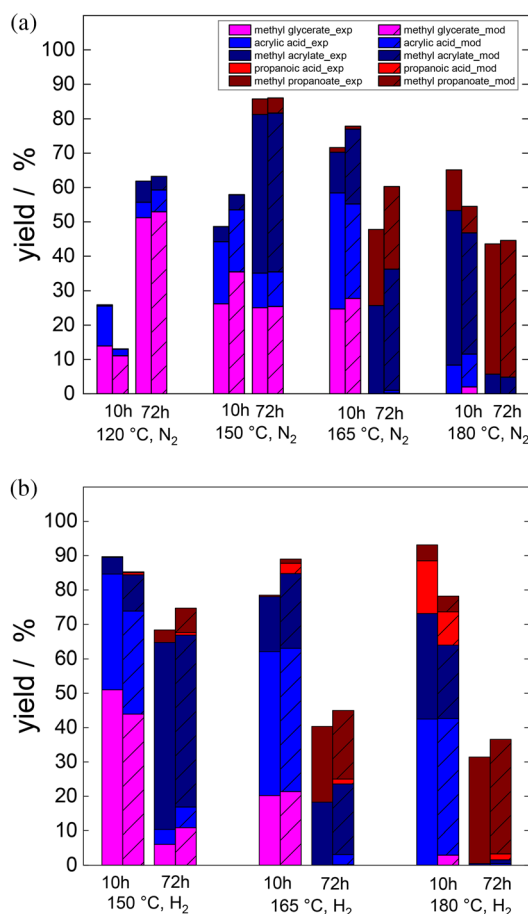 (a)
methyl glycerate_exp methyl glycerate_mod
acrylic acid_exp acrylic acid_mod
methyl acrylate_exp methyl acrylate_mod
propanoic acid_exp propanoic acid_mod
methyl propanoate_exp methyl propanoate_mod
100
90
80
70
60
50
40
30
20
10
0
yield / %
10h 72h 10h 72h 10h 72h 10h 72h
120 °C, N₂ 150 °C, N₂ 165 °C, N₂ 180 °C, N₂
(b)
100
90
80
70
60
50
40
30
20
10
0
yield / %
10h 72h 10h 72h 10h 72h
150 °C, H₂ 165 °C, H₂ 180 °C, H₂